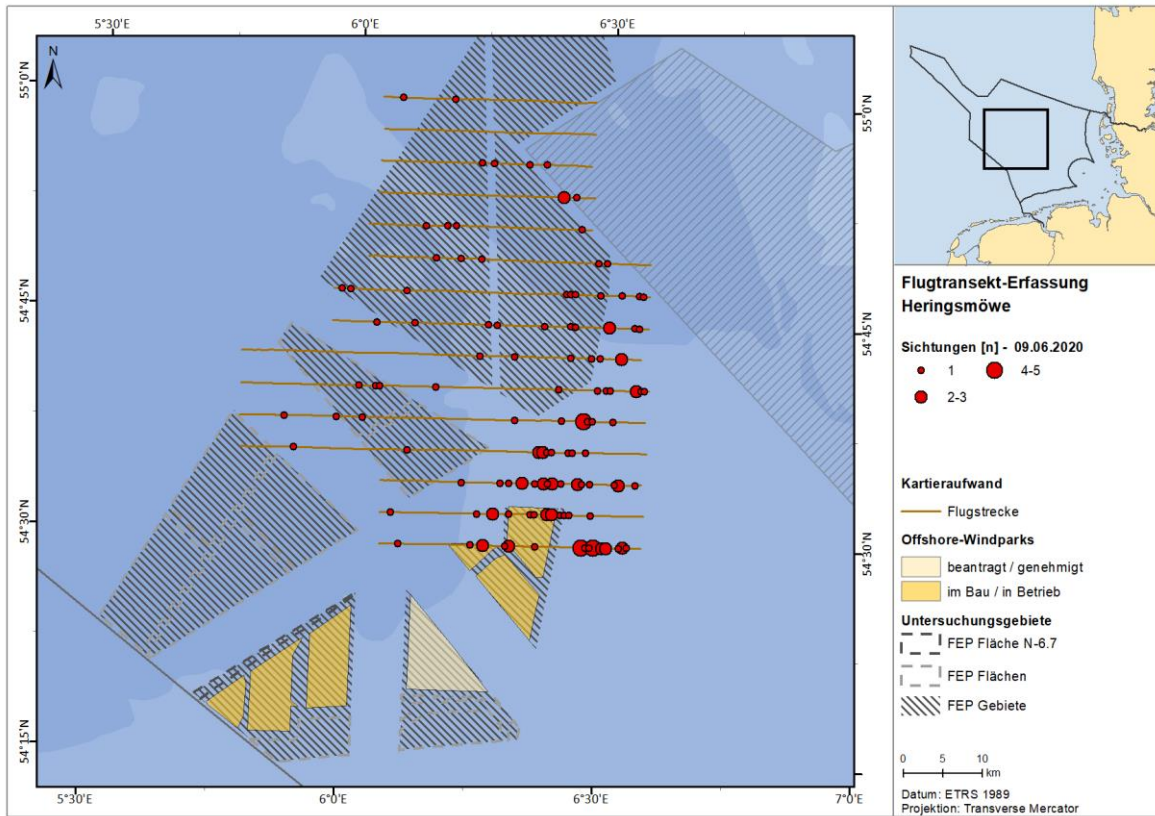 5°30'E
6°0'E
6°30'E
N
55°0'N
55°0'N
54°45'N
54°45'N
54°30'N
54°30'N
54°15'N
5°30'E
6°0'E
6°30'E
7°0'E
Flugtransekt-Erfassung
Heringsmöwe
Sichtungen [n] - 09.06.2020
1
4-5
2-3
Kartieraufwand
Flugstrecke
Offshore-Windparks
beantragt / genehmigt
im Bau / in Betrieb
Untersuchungsgebiete
FEP Fläche N-6.7
FEP Flächen
FEP Gebiete
0 5 10
km
Datum: ETRS 1989
Projektion: Transverse Mercator